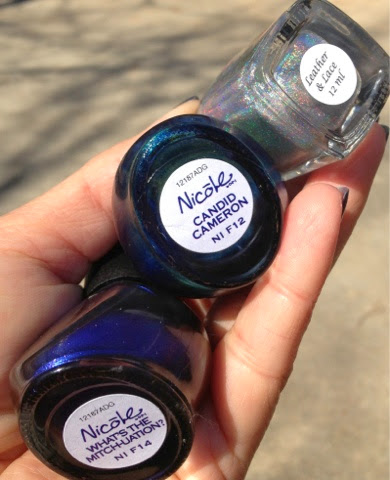 Leather
& Lace
12 ml
12187ADG
Nicole
CANDID
CAMERON
NI F12
12187ADG
Nicole
WHAT'S THE
MITCH-UATION?
NI F14